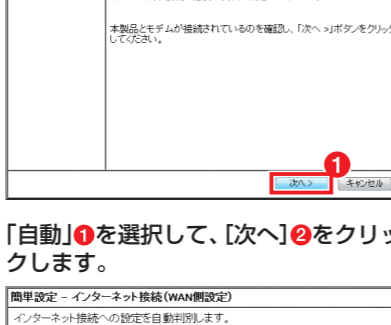 本製品とモデムが接続されているのを確認し、「次へ >」ボタンをクリック
してください。
1
次へ > キャンセル
「自動」❶を選択して、[次へ]❷をクリッ
クします。
簡単設定 − インターネット接続(WAN側設定)
インターネット接続への設定を自動判別します。